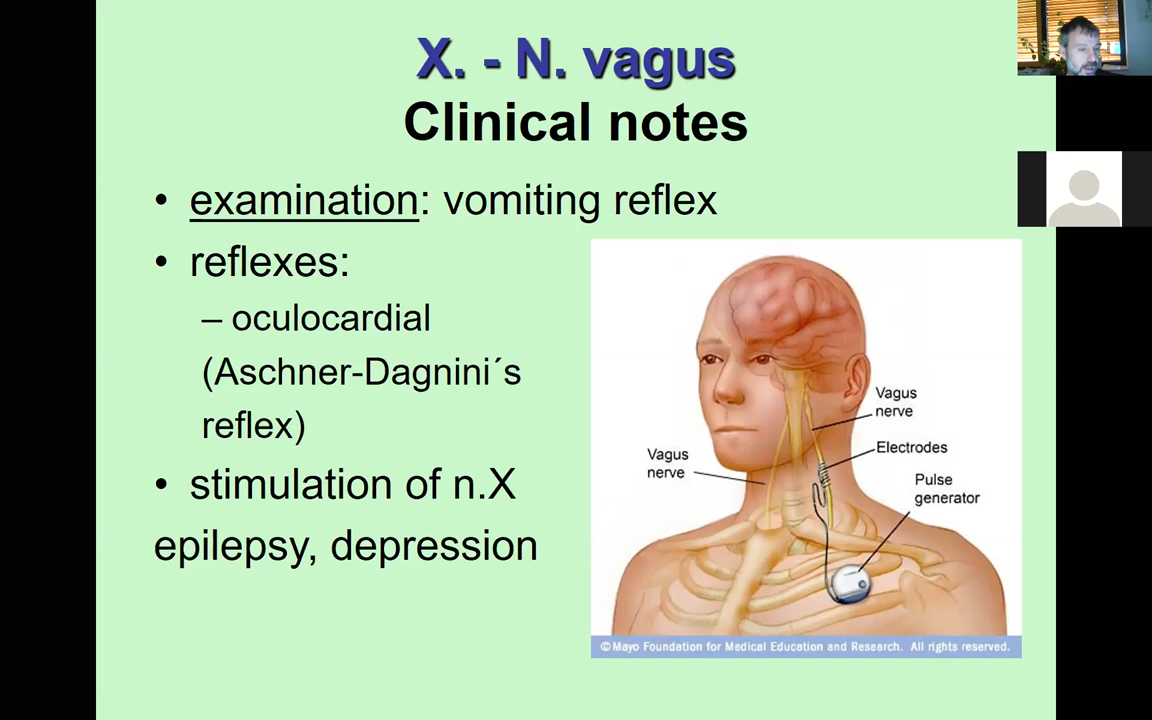 X. - N. vagus
Clinical notes
• examination: vomiting reflex
• reflexes:
– oculocardial
(Aschner-Dagnini´s
reflex)
• stimulation of n.X
epilepsy, depression
Vagus
nerve
Electrodes
Vagus
nerve
Pulse
generator
©Mayo Foundation for Medical Education and Research. All rights reserved.